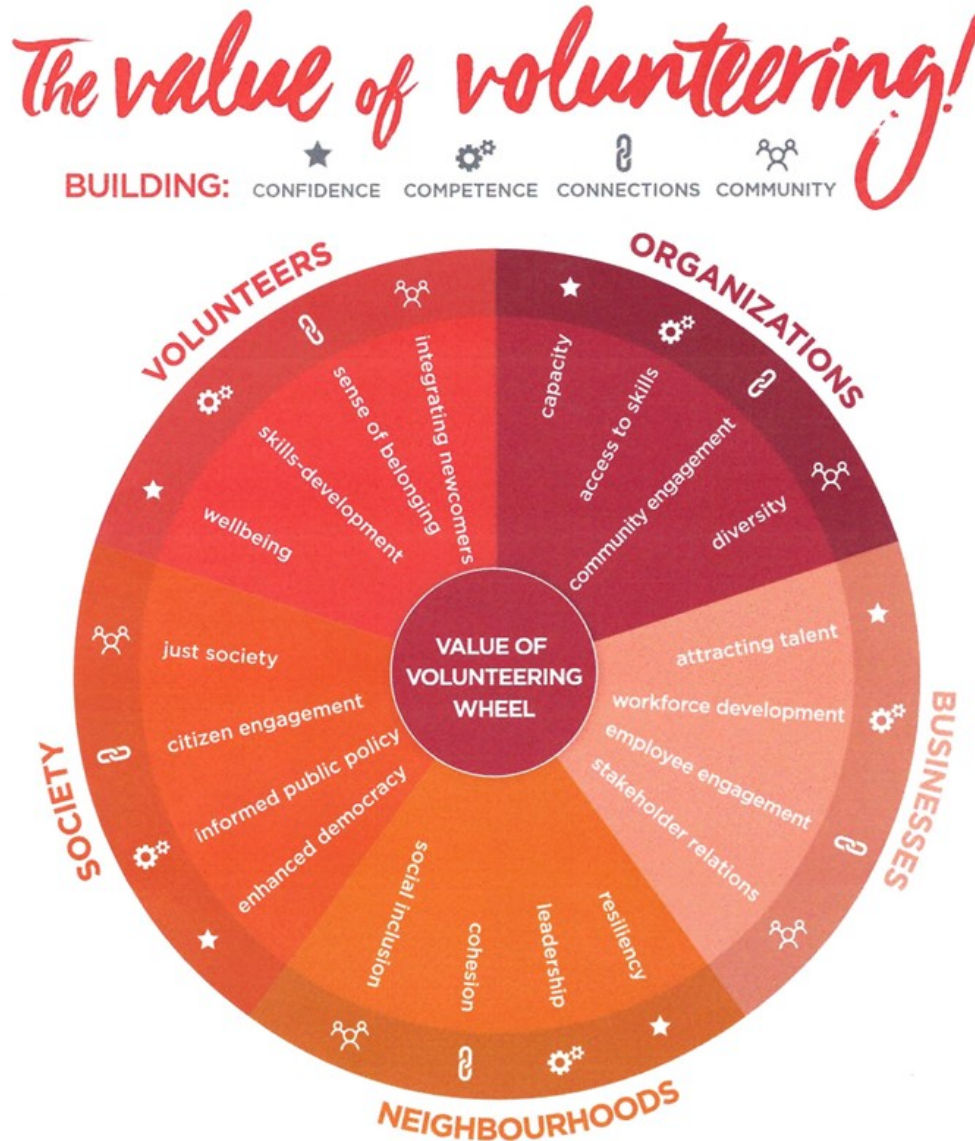 The value of volunteering!
BUILDING: CONFIDENCE COMPETENCE CONNECTIONS COMMUNITY
VOLUNTEERS
wellbeing
skills-development
sense of belonging
integrating newcomers
ORGANIZATIONS
capacity
access to skills
community engagement
diversity
BUSINESSES
attracting talent
workforce development
employee engagement
stakeholder relations
NEIGHBOURHOODS
resiliency
leadership
cohesion
social inclusion
SOCIETY
enhanced democracy
informed public policy
citizen engagement
just society
VALUE OF
VOLUNTEERING
WHEEL